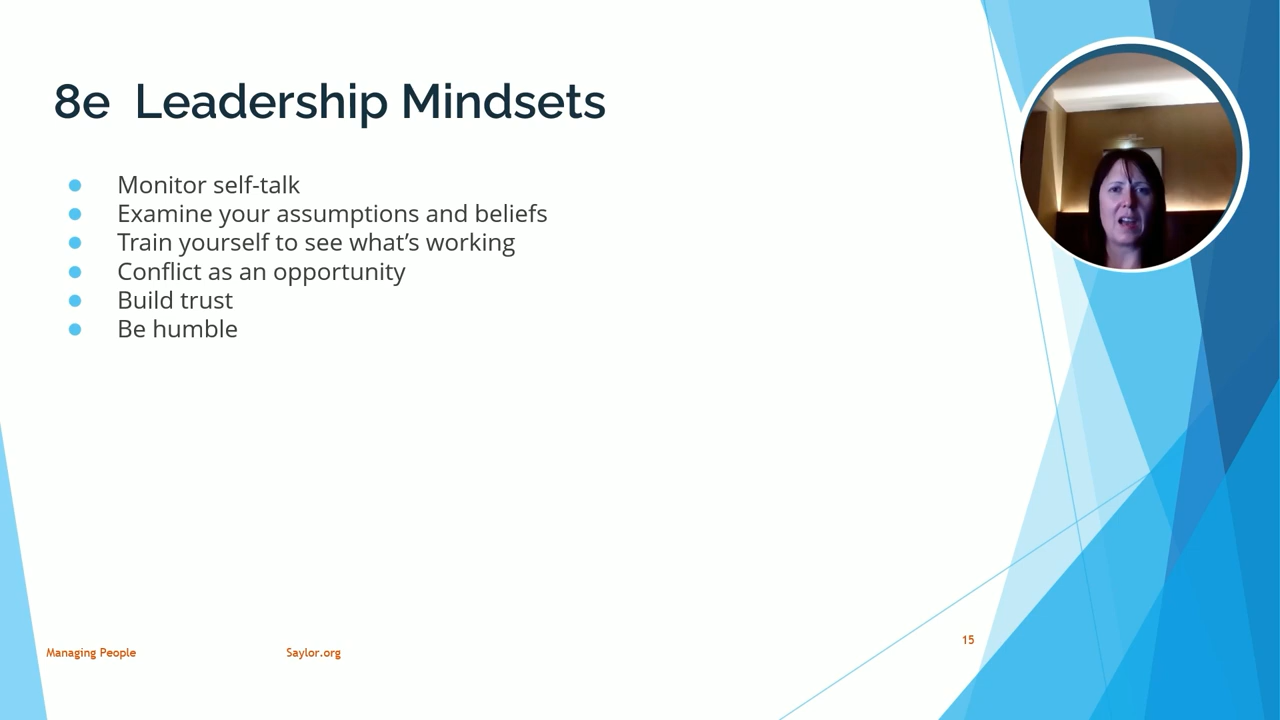 8e Leadership Mindsets
Monitor self-talk
Examine your assumptions and beliefs
Train yourself to see what’s working
Conflict as an opportunity
Build trust
Be humble
Managing People
Saylor.org
15